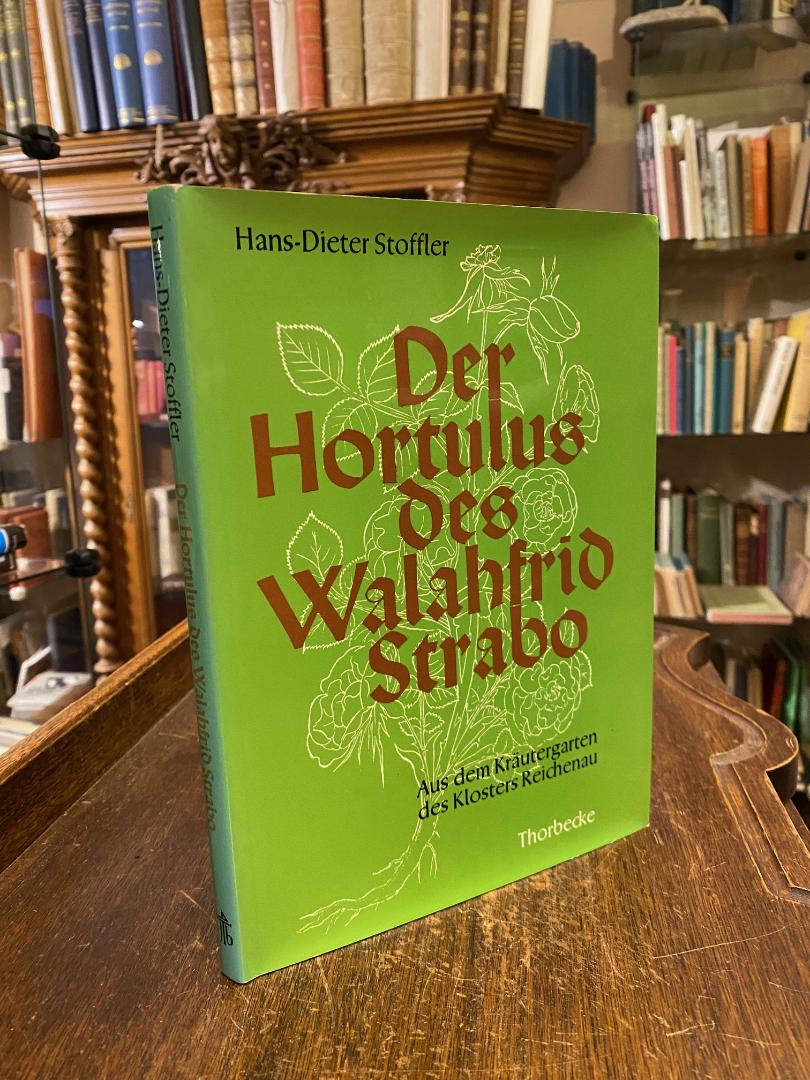 Hans-Dieter Stoffler
Der
Hortulus
des
Walahfrid
Strabo
Aus dem Kräutergarten
des Klosters Reichenau
Thorbecke
Hans-Dieter Stoffler Der Hortulus des Walahfrid Strabo